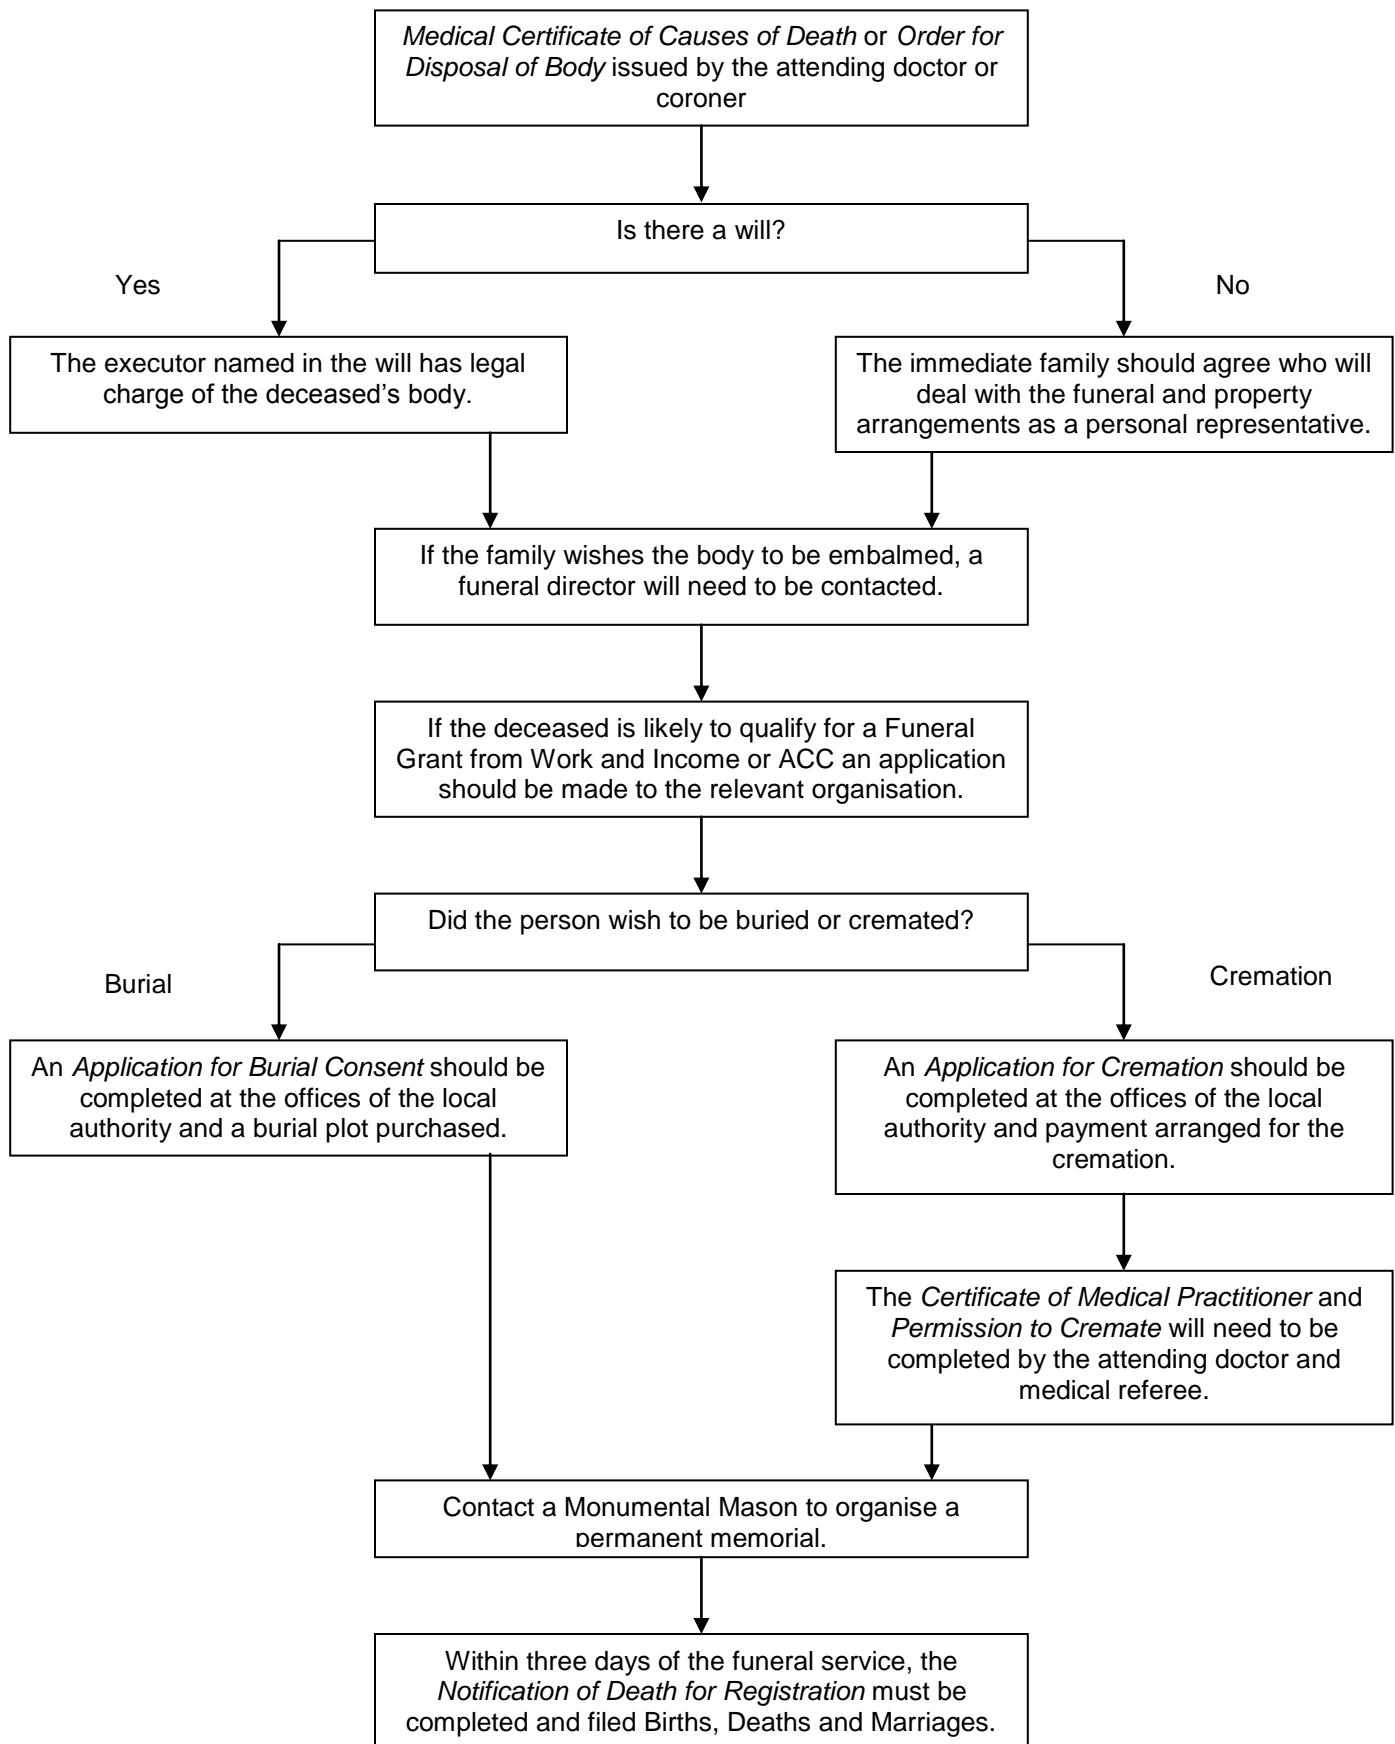 Medical Certificate of Causes of Death or Order for
Disposal of Body issued by the attending doctor or
coroner
Is there a will?
Yes
No
The executor named in the will has legal
charge of the deceased's body.
The immediate family should agree who will
deal with the funeral and property
arrangements as a personal representative.
If the family wishes the body to be embalmed, a
funeral director will need to be contacted.
If the deceased is likely to qualify for a Funeral
Grant from Work and Income or ACC an application
should be made to the relevant organisation.
Did the person wish to be buried or cremated?
Burial
Cremation
An Application for Burial Consent should be
completed at the offices of the local
authority and a burial plot purchased.
An Application for Cremation should be
completed at the offices of the local
authority and payment arranged for the
cremation.
The Certificate of Medical Practitioner and
Permission to Cremate will need to be
completed by the attending doctor and
medical referee.
Contact a Monumental Mason to organise a
permanent memorial.
Within three days of the funeral service, the
Notification of Death for Registration must be
completed and filed Births, Deaths and Marriages.